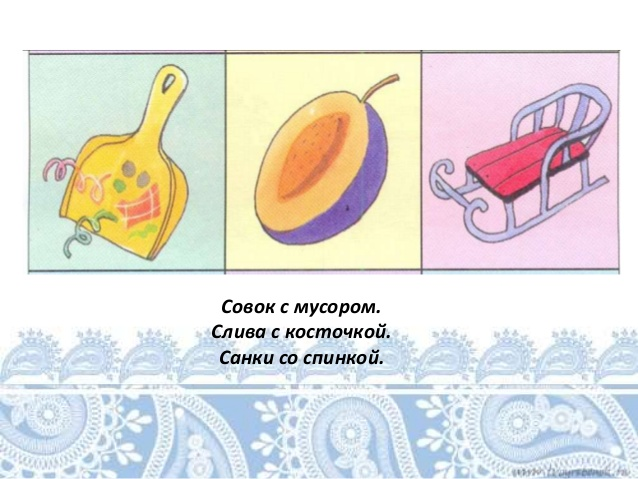 Совок с мусором.
Слива с косточкой.
Санки со спинкой.